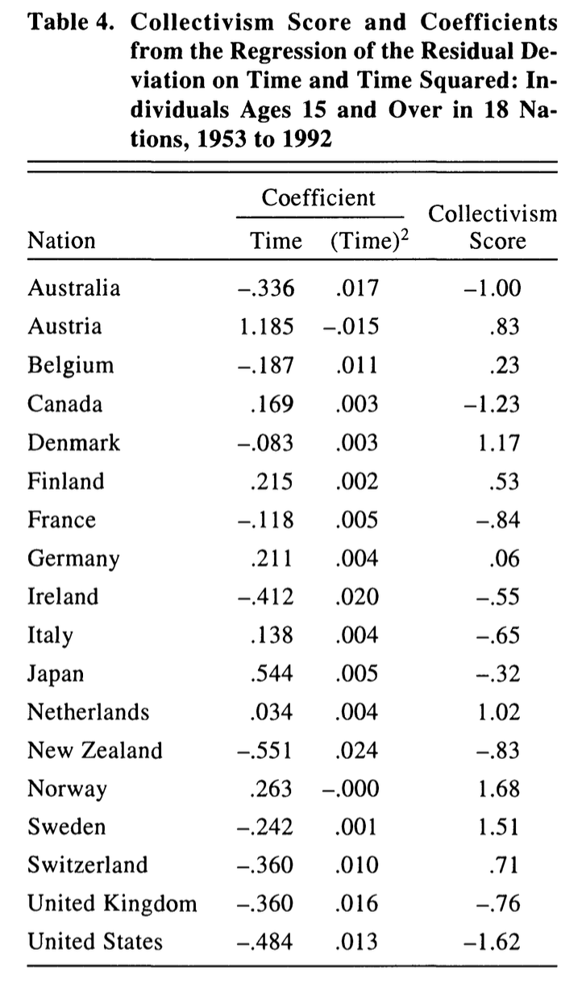 Table 4. Collectivism Score and Coefficients
from the Regression of the Residual De-
viation on Time and Time Squared: In-
dividuals Ages 15 and Over in 18 Na-
tions, 1953 to 1992
Coefficient
Collectivism
Nation Time (Time)² Score
Australia –.336 .017 –1.00
Austria 1.185 –.015 .83
Belgium –.187 .011 .23
Canada .169 .003 –1.23
Denmark –.083 .003 1.17
Finland .215 .002 .53
France –.118 .005 –.84
Germany .211 .004 .06
Ireland –.412 .020 –.55
Italy .138 .004 –.65
Japan .544 .005 –.32
Netherlands .034 .004 1.02
New Zealand –.551 .024 –.83
Norway .263 –.000 1.68
Sweden –.242 .001 1.51
Switzerland –.360 .010 .71
United Kingdom –.360 .016 –.76
United States –.484 .013 –1.62